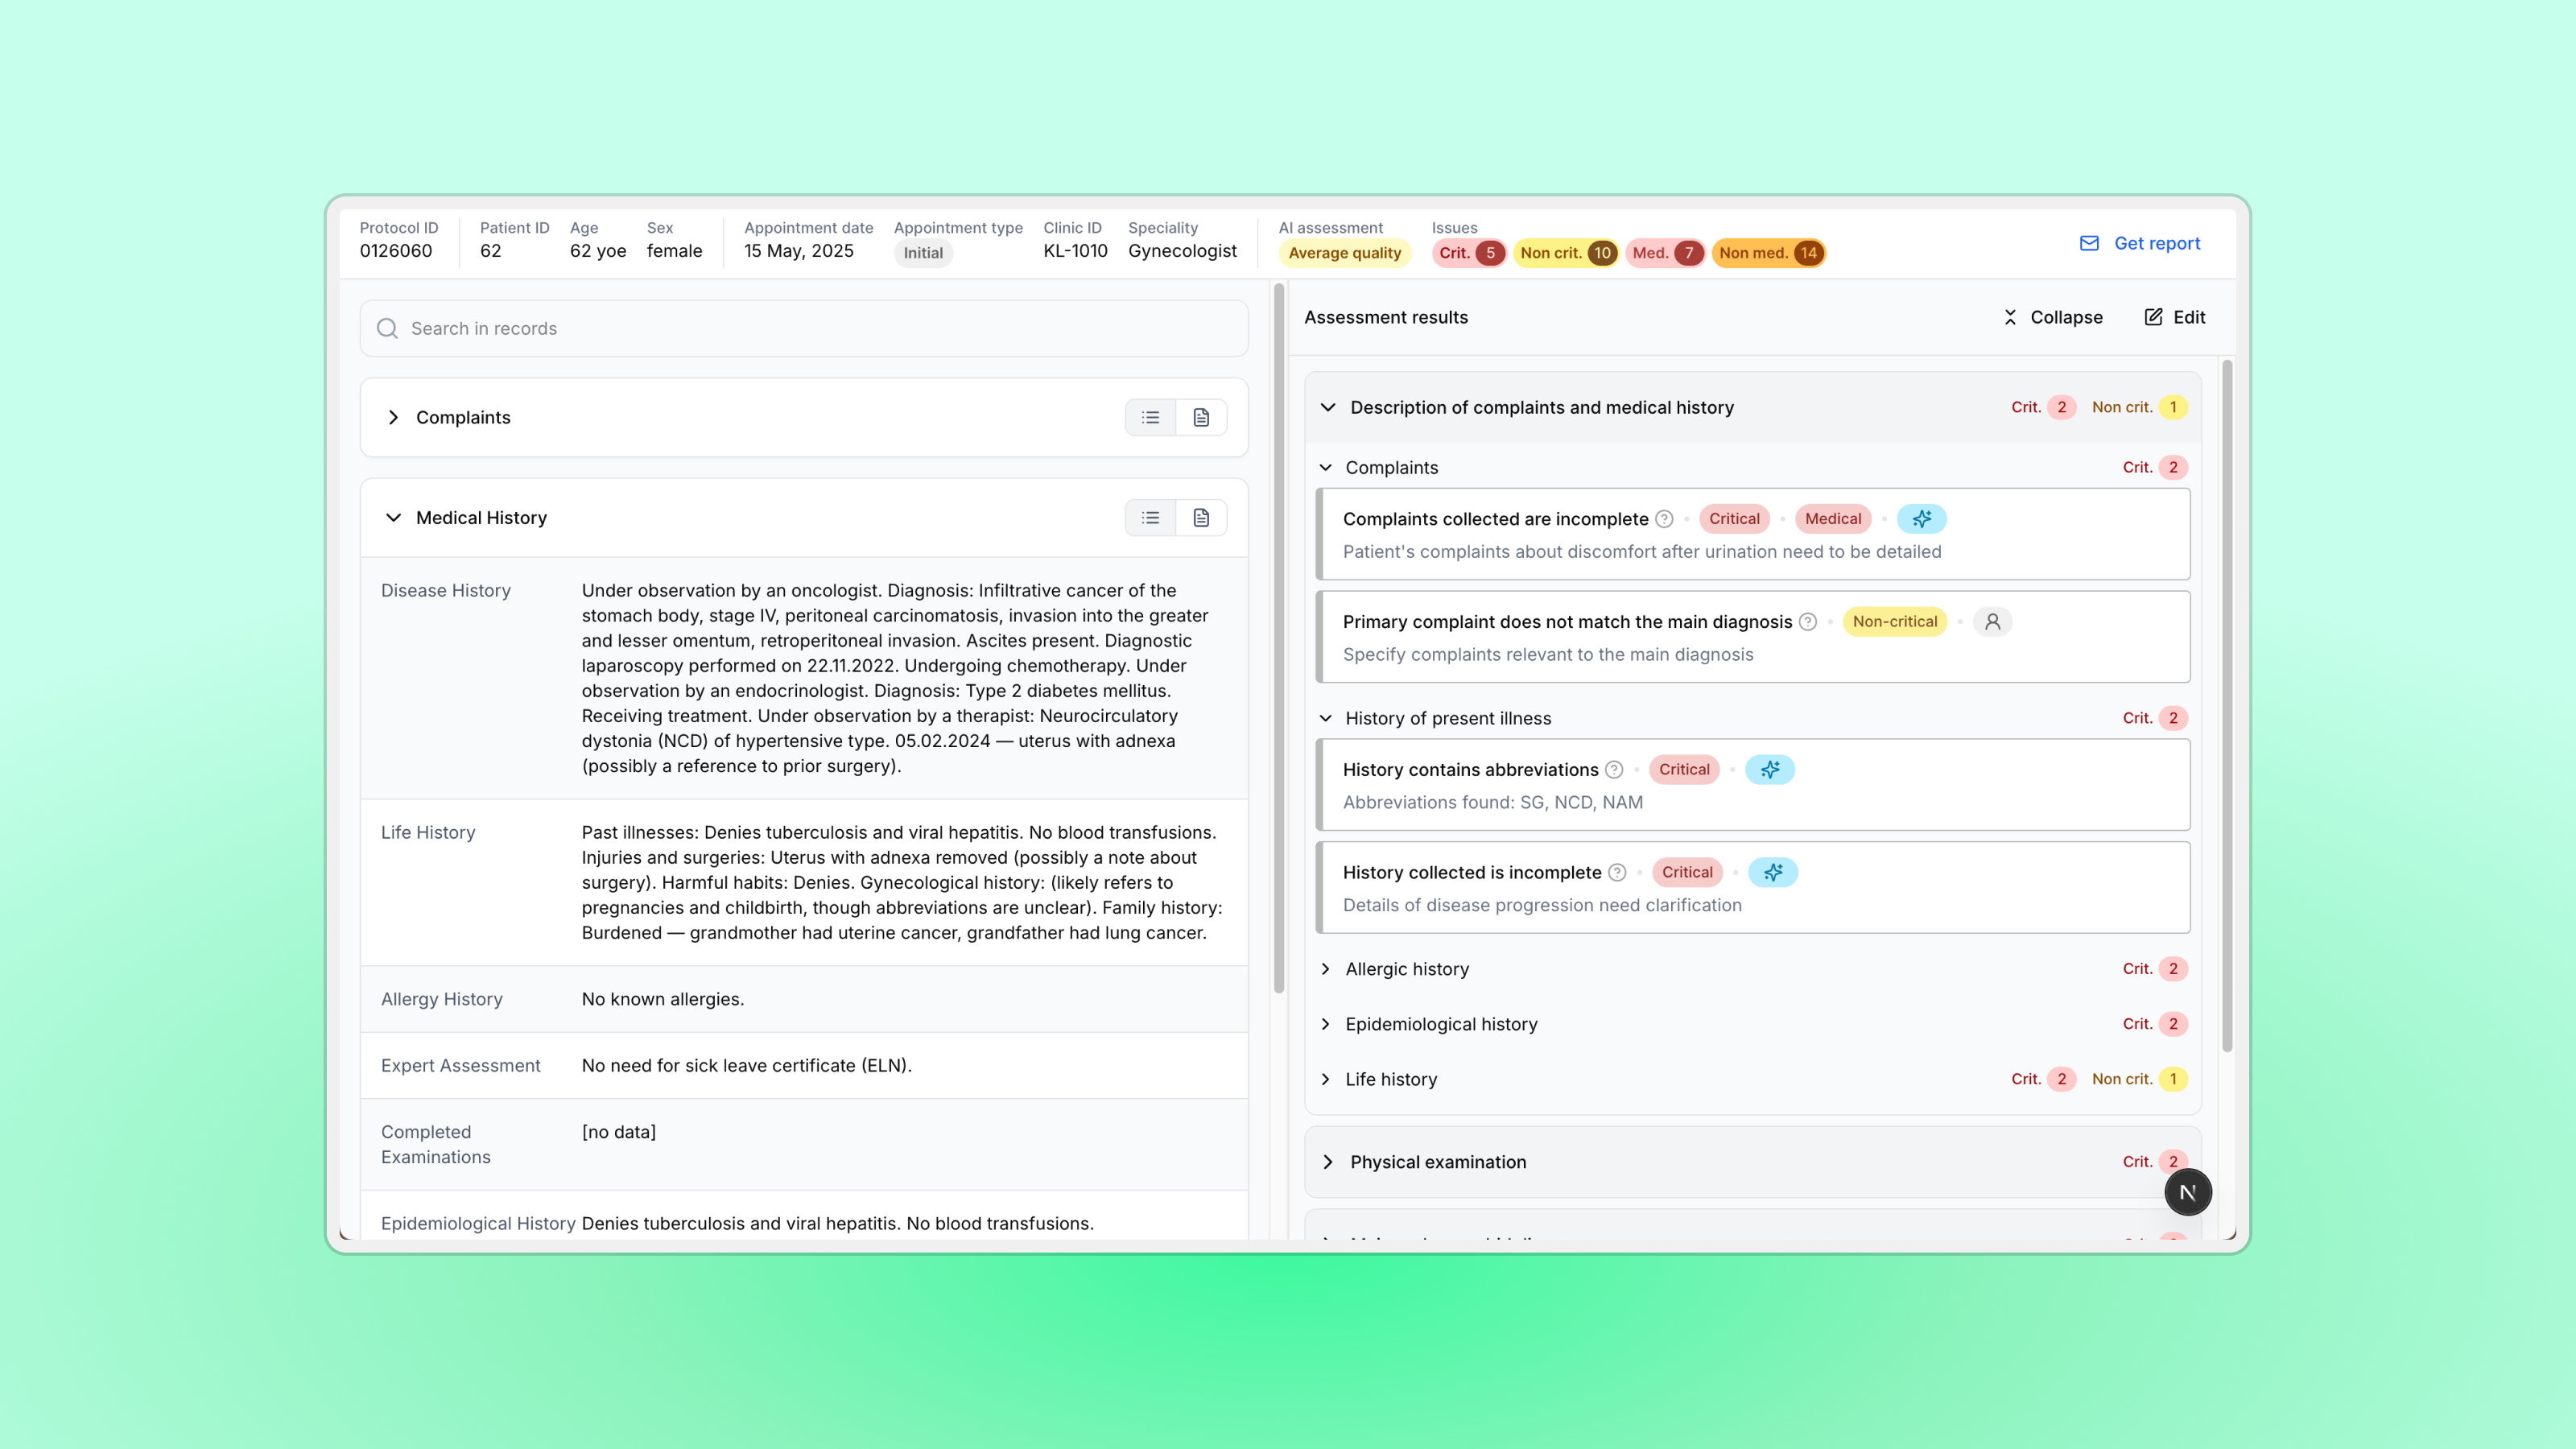 Protocol ID
0126060
Patient ID
62
Age
62 yoe
Sex
female
Appointment date
15 May, 2025
Appointment type
Initial
Clinic ID
KL-1010
Speciality
Gynecologist
AI assessment
Average quality
Issues
Crit. 5
Non crit. 10
Med. 7
Non med. 14
Get report
Search in records
Complaints
Medical History
Disease History
Under observation by an oncologist. Diagnosis: Infiltrative cancer of the
stomach body, stage IV, peritoneal carcinomatosis, invasion into the greater
and lesser omentum, retroperitoneal invasion. Ascites present. Diagnostic
laparoscopy performed on 22.11.2022. Undergoing chemotherapy. Under
observation by an endocrinologist. Diagnosis: Type 2 diabetes mellitus.
Receiving treatment. Under observation by a therapist: Neurocirculatory
dystonia (NCD) of hypertensive type. 05.02.2024 — uterus with adnexa
(possibly a reference to prior surgery).
Life History
Past illnesses: Denies tuberculosis and viral hepatitis. No blood transfusions.
Injuries and surgeries: Uterus with adnexa removed (possibly a note about
surgery). Harmful habits: Denies. Gynecological history: (likely refers to
pregnancies and childbirth, though abbreviations are unclear). Family history:
Burdened — grandmother had uterine cancer, grandfather had lung cancer.
Allergy History
No known allergies.
Expert Assessment
No need for sick leave certificate (ELN).
Completed
Examinations
[no data]
Epidemiological History
Denies tuberculosis and viral hepatitis. No blood transfusions.
Assessment results
Collapse
Edit
Description of complaints and medical history
Crit. 2
Non crit. 1
Complaints
Crit. 2
Complaints collected are incomplete
Critical
Medical
Patient's complaints about discomfort after urination need to be detailed
Primary complaint does not match the main diagnosis
Non-critical
Specify complaints relevant to the main diagnosis
History of present illness
Crit. 2
History contains abbreviations
Critical
Abbreviations found: SG, NCD, NAM
History collected is incomplete
Critical
Details of disease progression need clarification
Allergic history
Crit. 2
Epidemiological history
Crit. 2
Life history
Crit. 2
Non crit. 1
Physical examination
Crit. 2
N